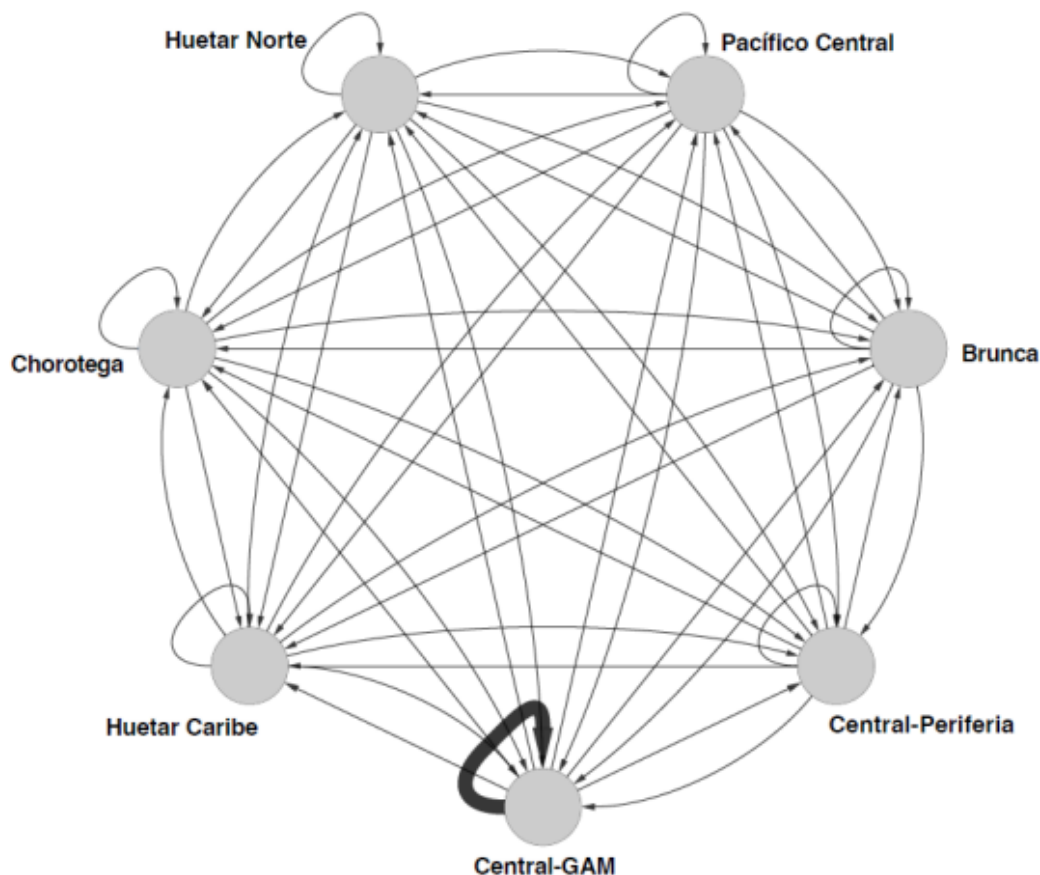 Huetar Norte
Pacífico Central
Chorotega
Brunca
Huetar Caribe
Central-Periferia
Central-GAM